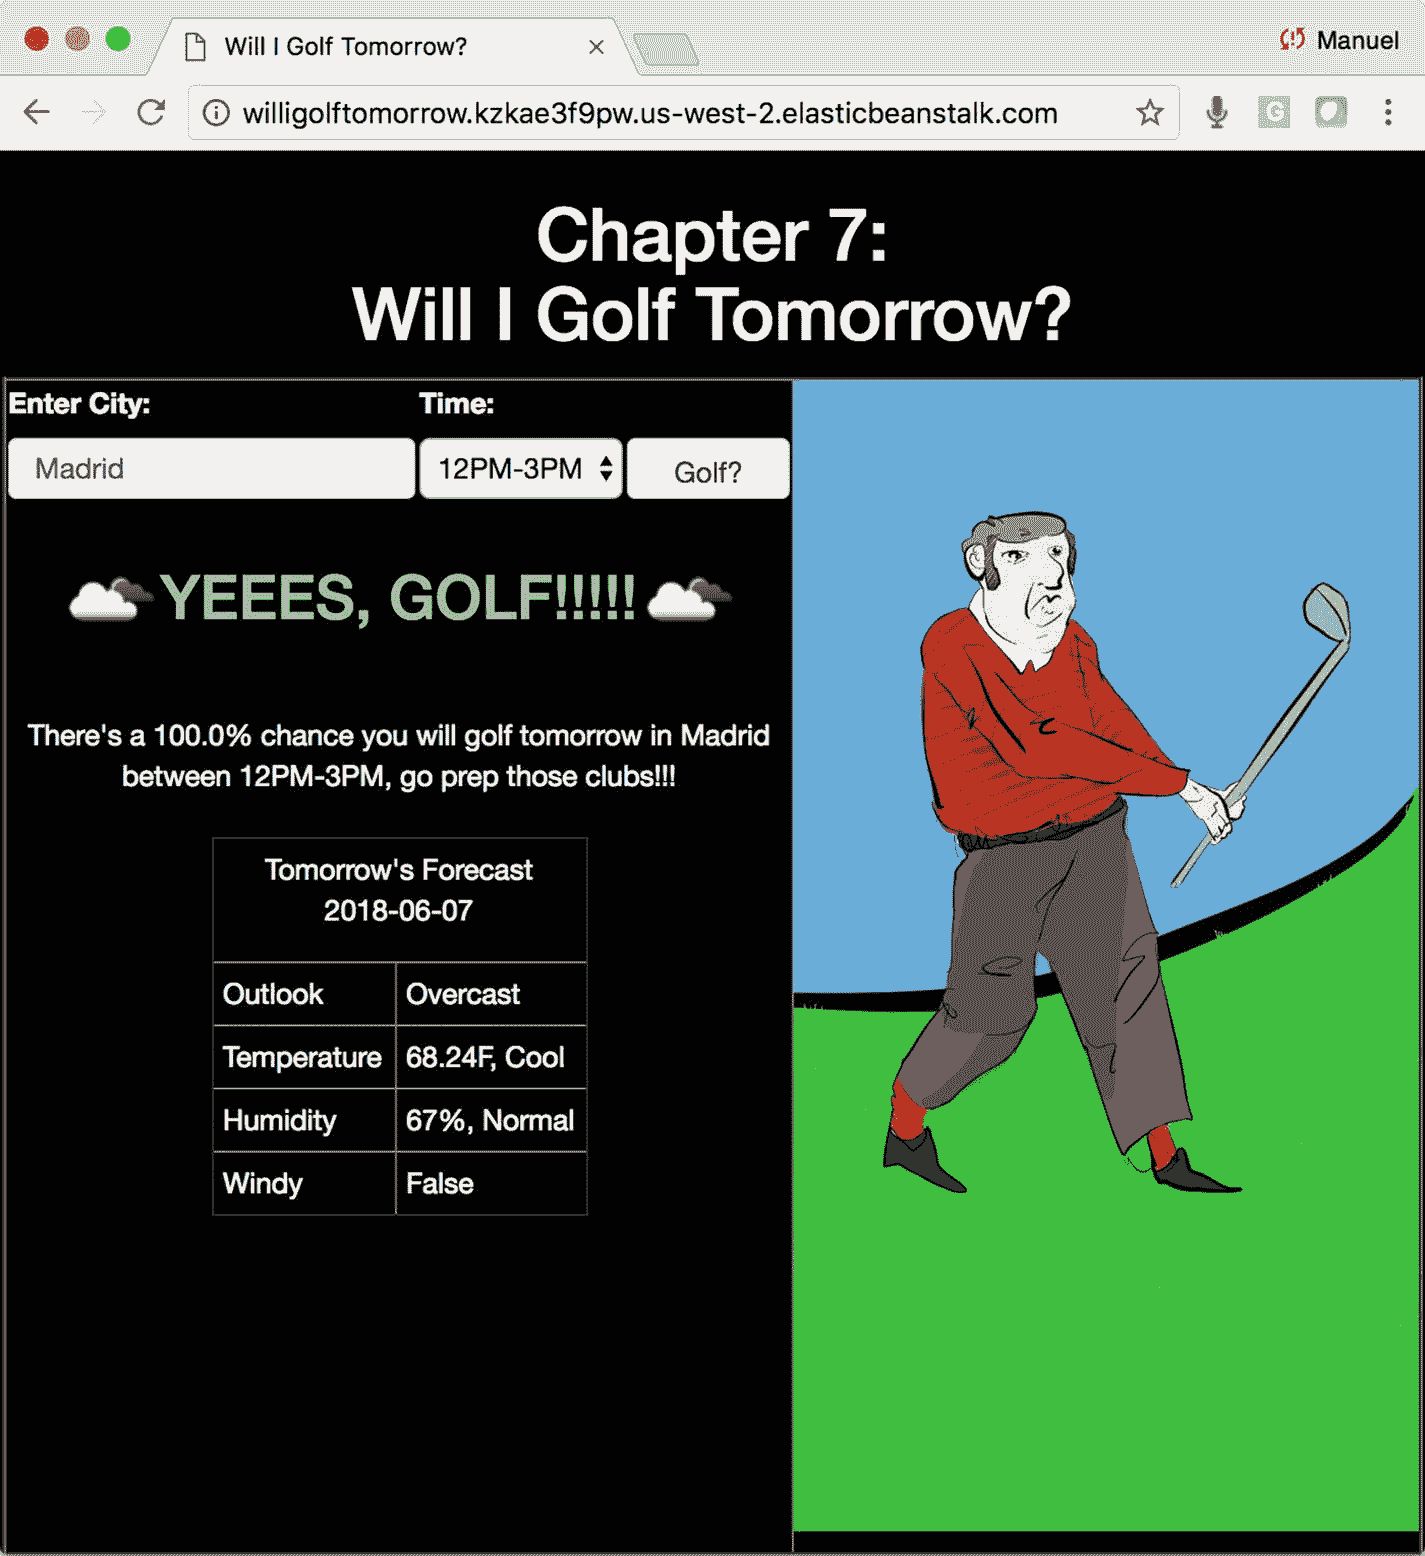 Will I Golf Tomorrow?
Manuel
willigolftomorrow.kzkae3f9pw.us-west-2.elasticbeanstalk.com
G
Chapter 7:
Will I Golf Tomorrow?
Enter City:
Time:
Madrid
12PM-3PM
Golf?
YEEES, GOLF!!!!!
There's a 100.0% chance you will golf tomorrow in Madrid
between 12PM-3PM, go prep those clubs!!!
Tomorrow's Forecast
2018-06-07
Outlook Overcast
Temperature 68.24F, Cool
Humidity 67%, Normal
Windy False